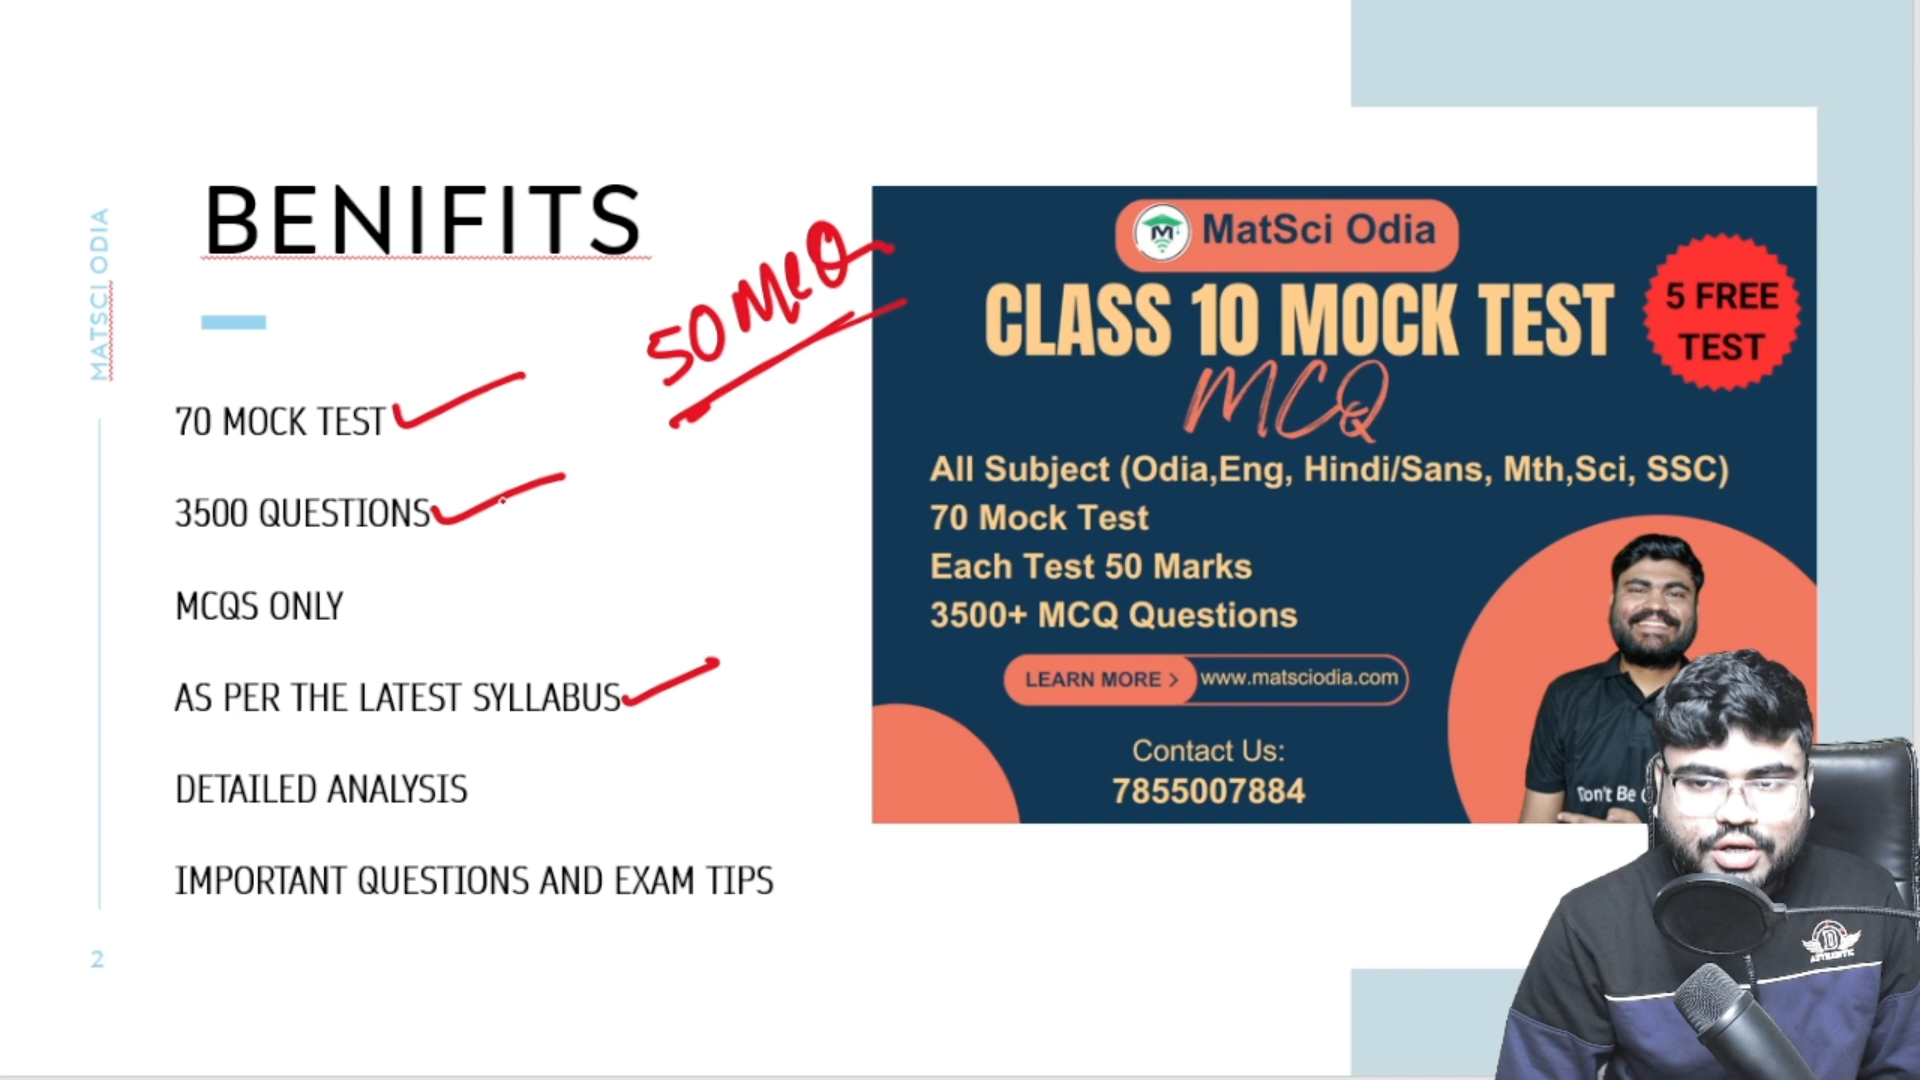 MATSCI ODIA
BENIFITS
70 MOCK TEST
3500 QUESTIONS
MCQS ONLY
AS PER THE LATEST SYLLABUS
DETAILED ANALYSIS
IMPORTANT QUESTIONS AND EXAM TIPS
2
50 MCQ
M MatSci Odia
CLASS 10 MOCK TEST
MCQ
5 FREE
TEST
All Subject (Odia,Eng, Hindi/Sans, Mth,Sci, SSC)
70 Mock Test
Each Test 50 Marks
3500+ MCQ Questions
LEARN MORE > www.matsciodia.com
Contact Us:
7855007884
Don't Be
D
AUTHENTIC